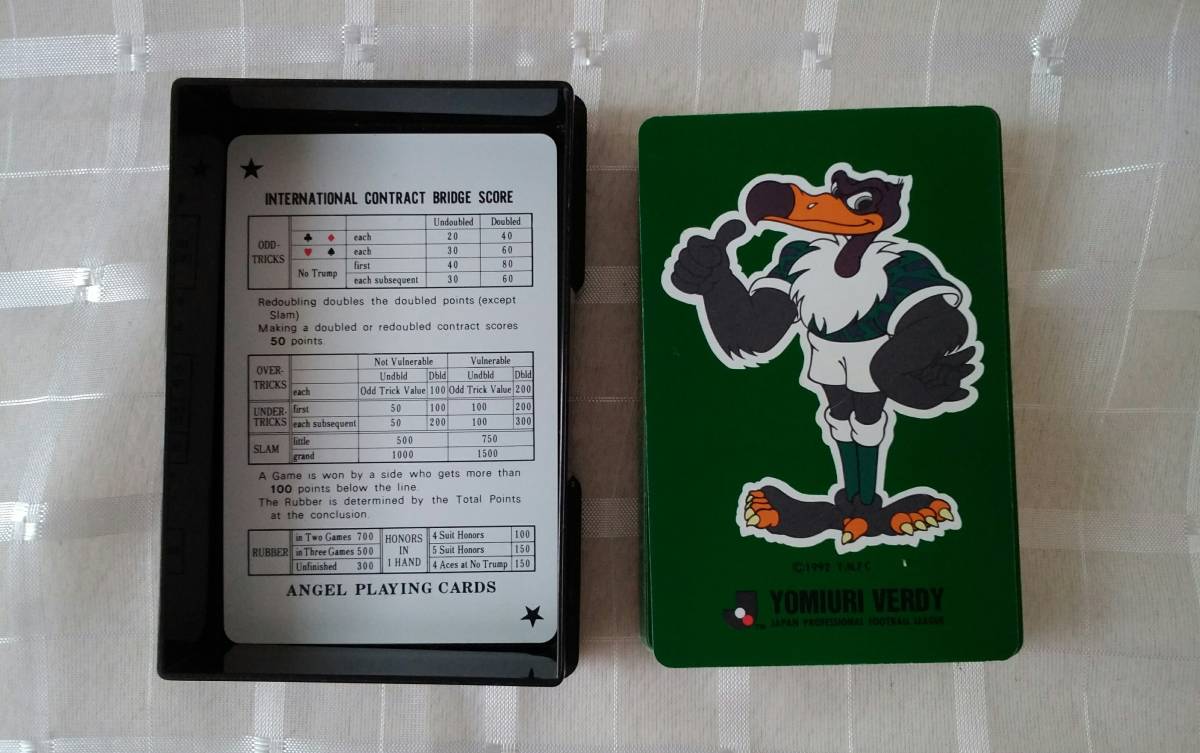 INTERNATIONAL CONTRACT BRIDGE SCORE
Undoubled Doubled
ODD-TRICKS
♣ ♦ each 20 40
♥ ♠ each 30 60
No Trump first 40 80
each subsequent 30 60
Redoubling doubles the doubled points (except
Slam)
Making a doubled or redoubled contract scores
50 points.
Not Vulnerable Vulnerable
Undbld Dbld Undbld Dbld
OVER-TRICKS each Odd Trick Value 100 Odd Trick Value 200
UNDER-TRICKS first 50 100 100 200
each subsequent 50 200 100 300
SLAM little 500 750
grand 1000 1500
A Game is won by a side who gets more than
100 points below the line.
The Rubber is determined by the Total Points
at the conclusion.
RUBBER in Two Games 700
in Three Games 500
Unfinished 300
HONORS IN 1 HAND 4 Suit Honors 100
5 Suit Honors 150
4 Aces at No Trump 150
ANGEL PLAYING CARDS
©1992 Y.N.F.C
YOMIURI VERDY
JAPAN PROFESSIONAL FOOTBALL LEAGUE
TM